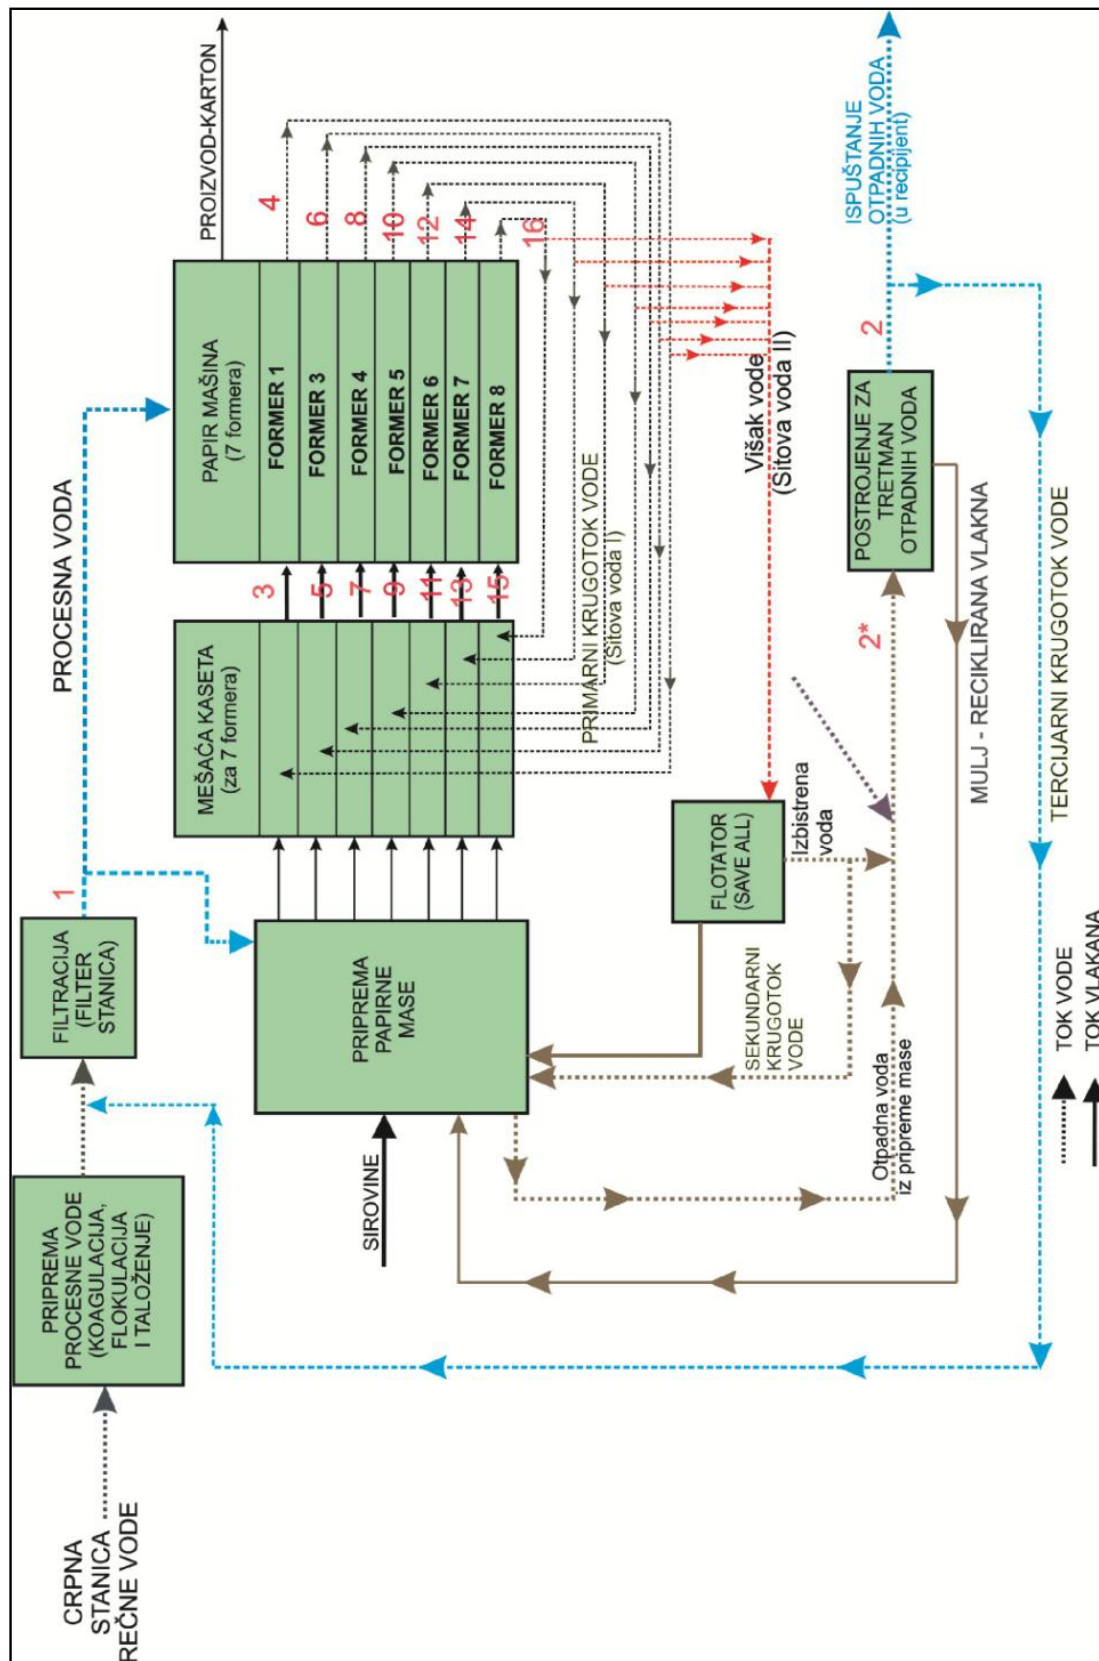 CRPNA
STANICA
REČNE VODE
PRIPREMA
PROCESNE VODE
(KOAGULACIJA,
FLOKULACIJA
I TALOŽENJE)
FILTRACIJA
(FILTER
STANICA)
1
PROCESNA VODA
SIROVINE
PRIPREMA
PAPIRNE
MASE
MEŠAĆA KASETA
(za 7 formera)
3
5
7
9
11
13
15
PAPIR MAŠINA
(7 formera)
FORMER 1
FORMER 3
FORMER 4
FORMER 5
FORMER 6
FORMER 7
FORMER 8
PROIZVOD-KARTON
4
6
8
10
12
14
16
PRIMARNI KRUGOTOK VODE
(Sitova voda I)
Višak vode
(Sitova voda II)
FLOTATOR
(SAVE ALL)
Izbistrena
voda
SEKUNDARNI
KRUGOTOK
VODE
Otpadna voda
iz pripreme mase
2*
POSTROJENJE ZA
TRETMAN
OTPADNIH VODA
2
ISPUŠTANJE
OTPADNIH VODA
(u recipijent)
MULJ - RECIKLIRANA VLAKNA
TERCIJARNI KRUGOTOK VODE
TOK VODE
TOK VLAKANA